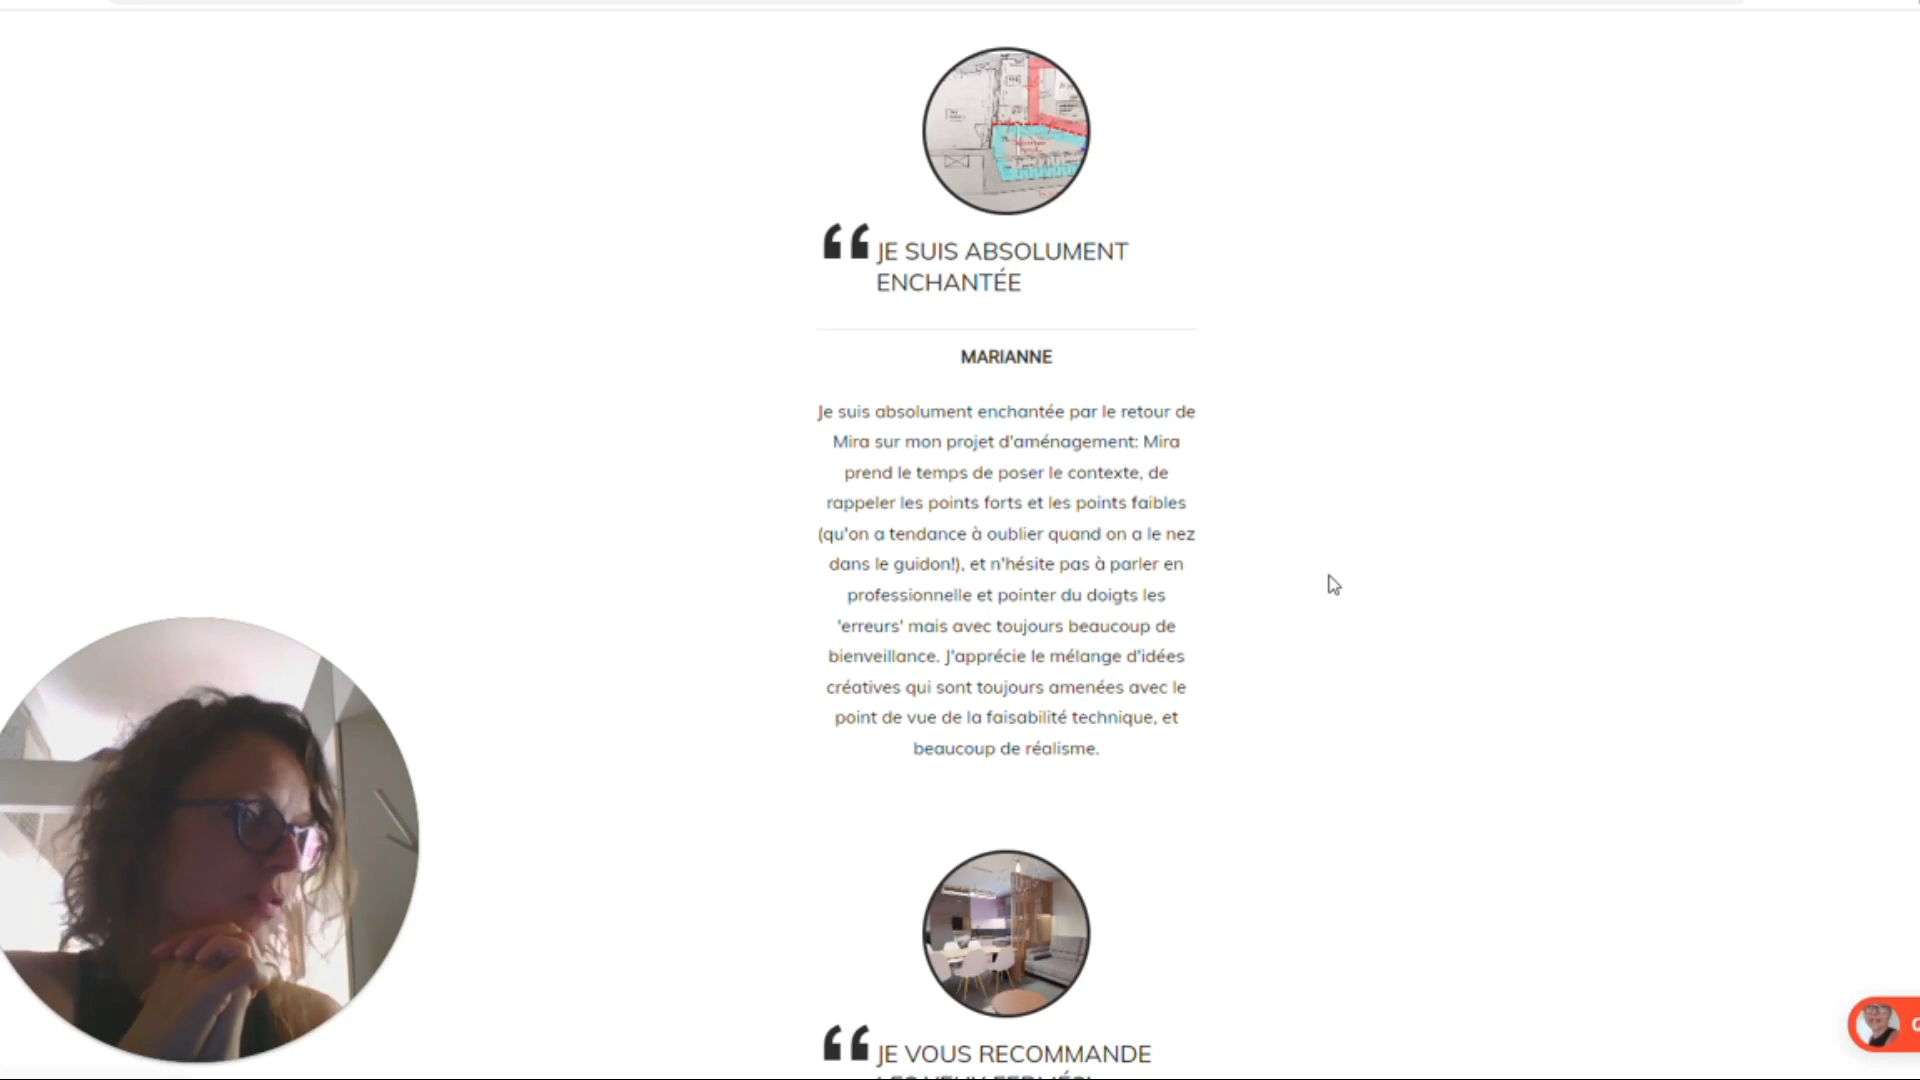 JE SUIS ABSOLUMENT
ENCHANTÉE
MARIANNE
Je suis absolument enchantée par le retour de
Mira sur mon projet d'aménagement: Mira
prend le temps de poser le contexte, de
rappeler les points forts et les points faibles
(qu'on a tendance à oublier quand on a le nez
dans le guidon!), et n'hésite pas à parler en
professionnelle et pointer du doigts les
'erreurs' mais avec toujours beaucoup de
bienveillance. J'apprécie le mélange d'idées
créatives qui sont toujours amenées avec le
point de vue de la faisabilité technique, et
beaucoup de réalisme.
JE VOUS RECOMMANDE